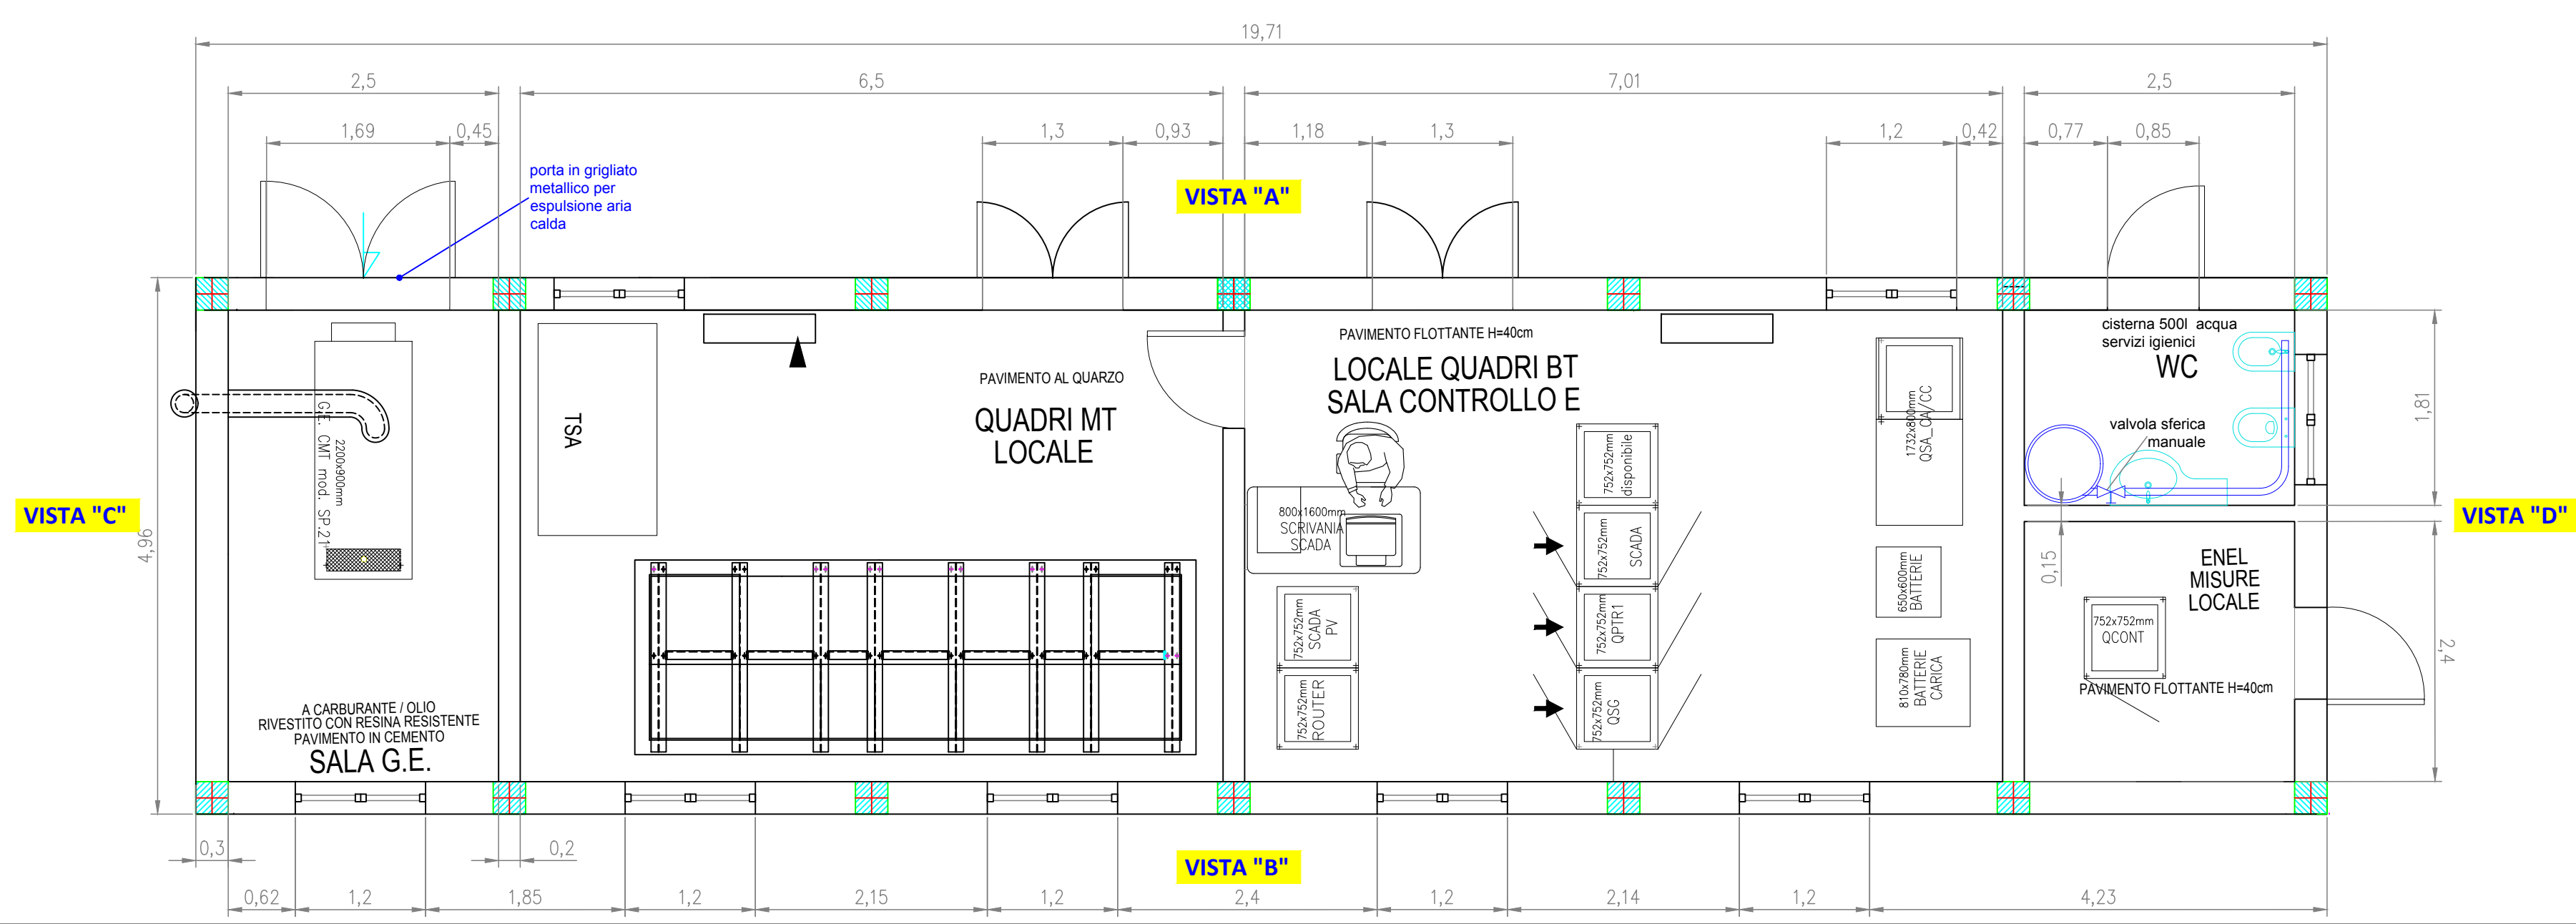 19,71
2,5
6,5
7,01
2,5
1,69
0,45
1,3
0,93
1,18
1,3
1,2
0,42
0,77
0,85
porta in grigliato
metallico per
espulsione aria
calda
VISTA "A"
VISTA "C"
4,96
G.E. CMT mod. SP.21
2200x900mm
A CARBURANTE / OLIO
RIVESTITO CON RESINA RESISTENTE
PAVIMENTO IN CEMENTO
SALA G.E.
TSA
PAVIMENTO AL QUARZO
QUADRI MT
LOCALE
PAVIMENTO FLOTTANTE H=40cm
LOCALE QUADRI BT
SALA CONTROLLO E
800x1600mm
SCRIVANIA
SCADA
752x752mm
SCADA
PV
752x752mm
ROUTER
752x752mm
disponibile
752x752mm
SCADA
752x752mm
QPTR1
752x752mm
QSG
1732x800mm
QSA_CA/CC
650x600mm
BATTERIE
810x780mm
BATTERIE
CARICA
cisterna 500l acqua
servizi igienici
WC
valvola sferica
manuale
1,81
0,15
2,4
ENEL
MISURE
LOCALE
752x752mm
QCONT
PAVIMENTO FLOTTANTE H=40cm
VISTA "D"
0,3
0,2
VISTA "B"
0,62
1,2
1,85
1,2
2,15
1,2
2,4
1,2
2,14
1,2
4,23